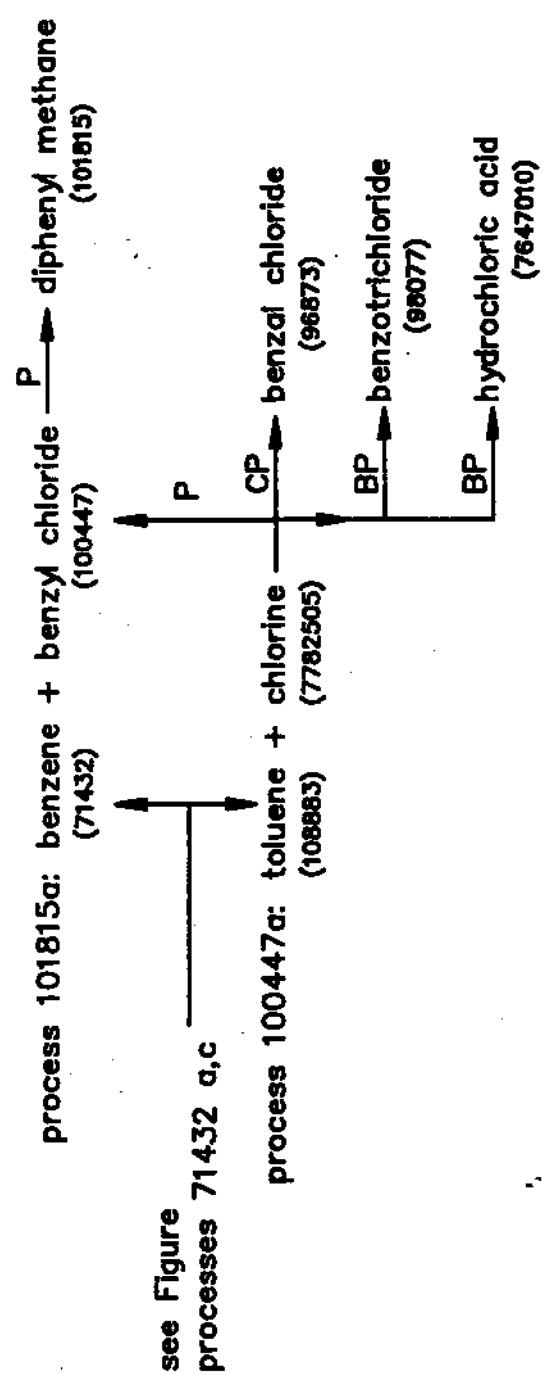 process 101815a: benzene + benzyl chloride P diphenyl methane
(71432) (100447) (101815)
see Figure
processes 71432 a,c
P
process 100447a: toluene + chlorine CP benzal chloride
(108883) (7782505) (96873)
BP benzotrichloride
(98077)
BP hydrochloric acid
(7647010)